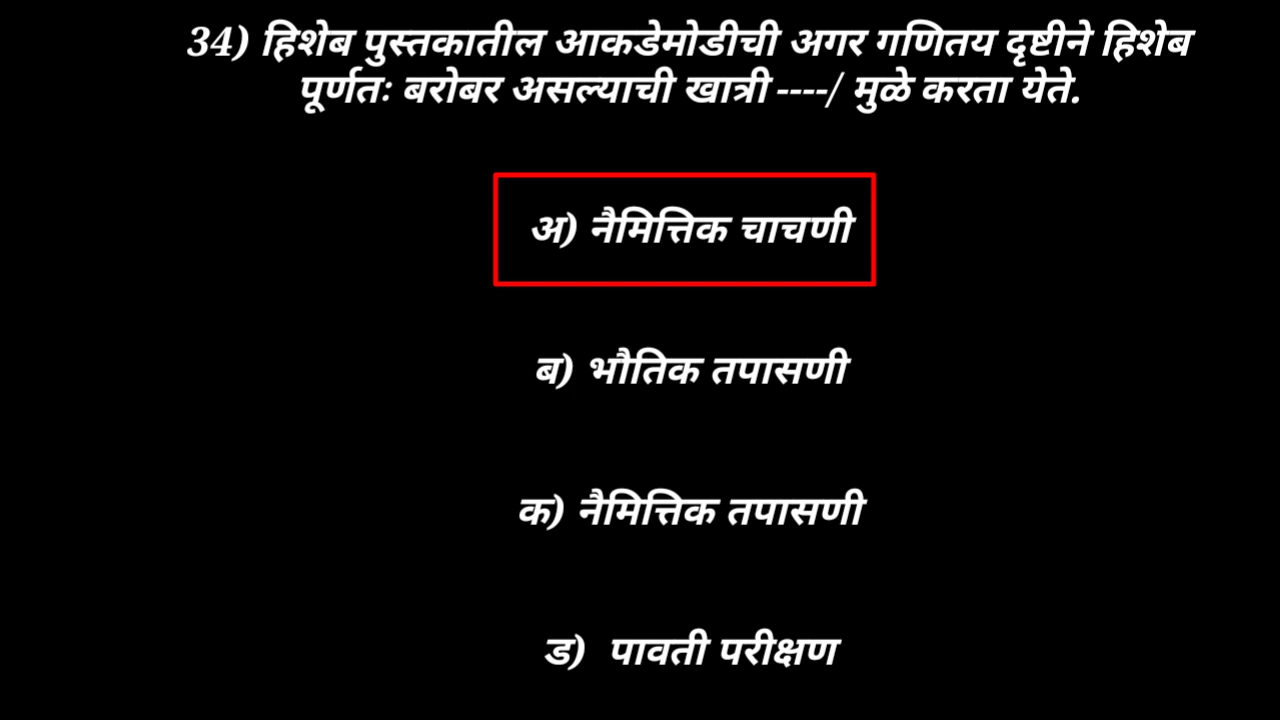 34) हिशेब पुस्तकातील आकडेमोडीची अगर गणितय दृष्टीने हिशेब
पूर्णतः बरोबर असल्याची खात्री ----/ मुळे करता येते.
अ) नैमित्तिक चाचणी
ब) भौतिक तपासणी
क) नैमित्तिक तपासणी
ड) पावती परीक्षण